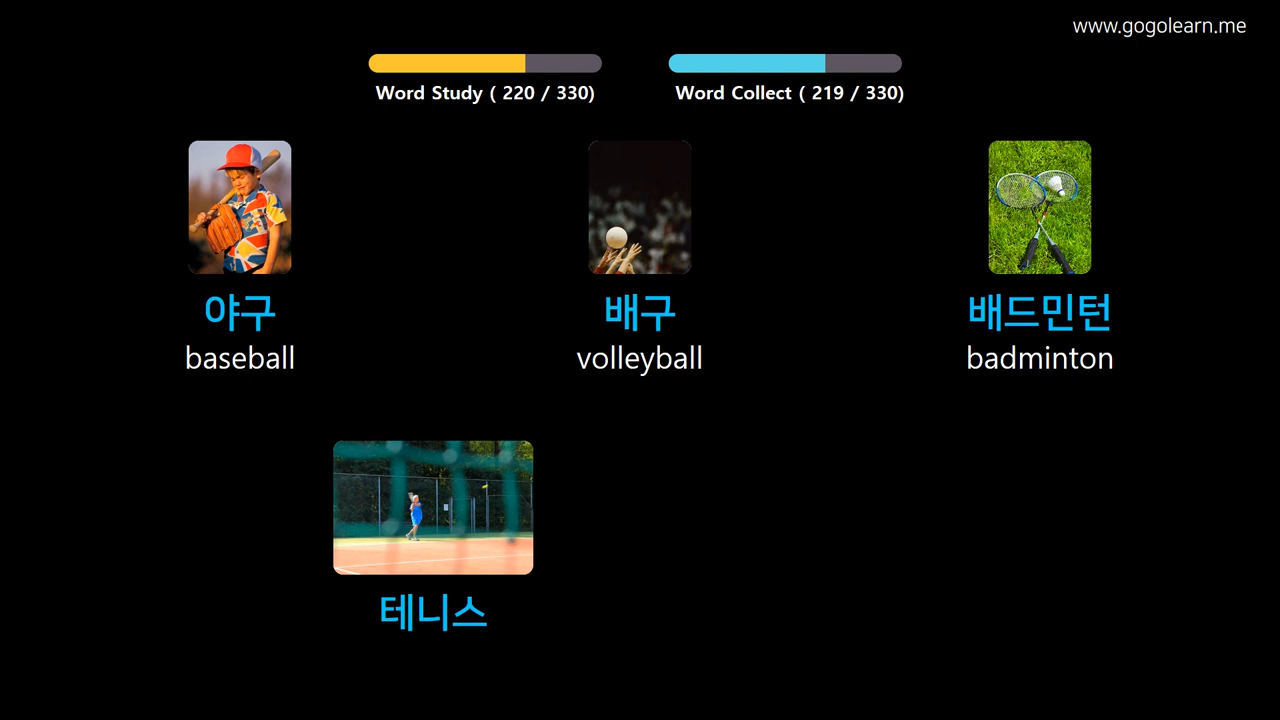 www.gogolearn.me
Word Study ( 220 / 330)
Word Collect ( 219 / 330)
야구
baseball
배구
volleyball
배드민턴
badminton
테니스